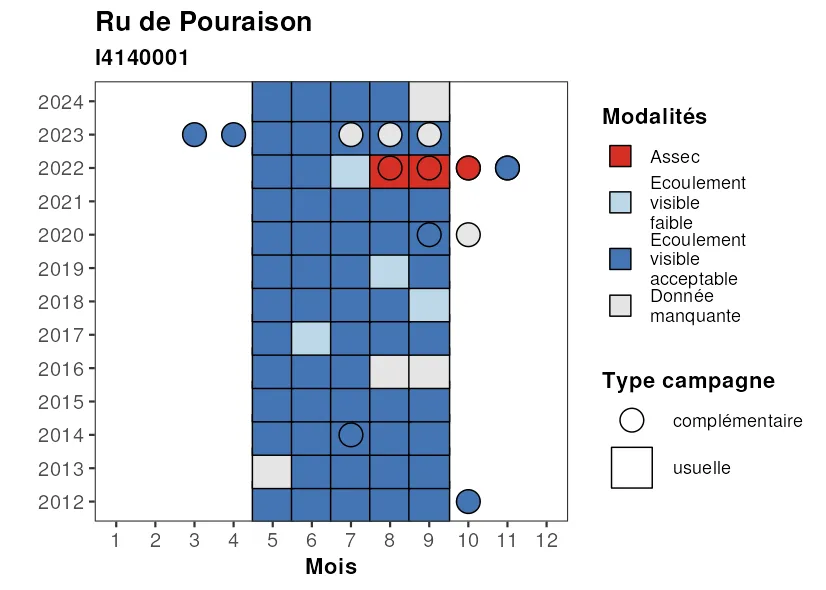 Ru de Pouraison
I4140001
2024
2023
2022
2021
2020
2019
2018
2017
2016
2015
2014
2013
2012
1 2 3 4 5 6 7 8 9 10 11 12
Mois
Modalités
Assec
Ecoulement
visible
faible
Ecoulement
visible
acceptable
Donnée
manquante
Type campagne
complémentaire
usuelle